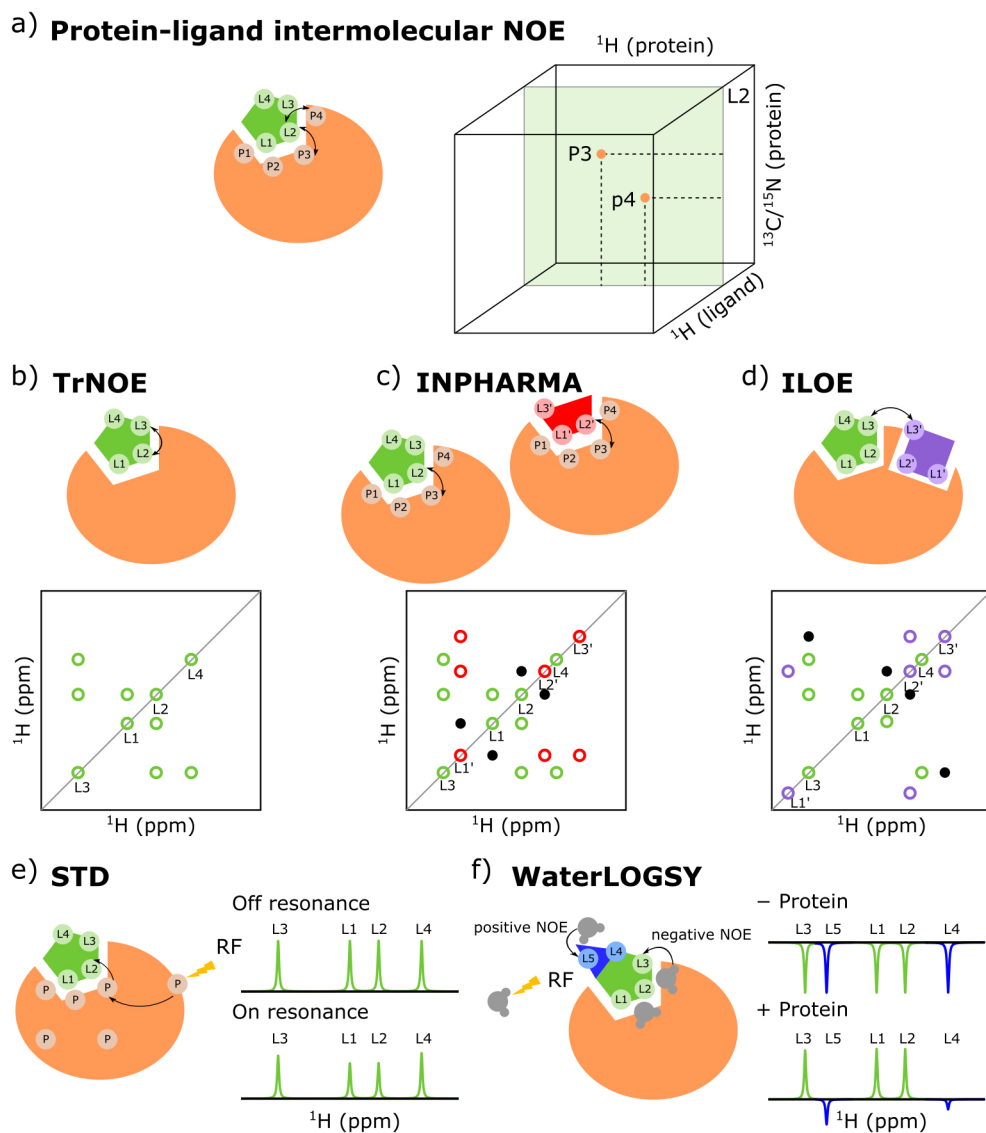 a) Protein-ligand intermolecular NOE
L4
L3
P4
L2
L1
P1
P3
P2
¹H (protein)
L2
P3
p4
¹³C/¹⁵N (protein)
¹H (ligand)
b) TrNOE
L4
L3
L2
L1
¹H (ppm)
L4
L2
L1
L3
¹H (ppm)
c) INPHARMA
L3'
P4
L2'
L1'
P1
P3
P2
L4
L3
P4
L2
L1
P1
P3
P2
¹H (ppm)
L3'
L4
L2'
L2
L1
L1'
L3
¹H (ppm)
d) ILOE
L4
L3
L3'
L2
L1
L2'
L1'
¹H (ppm)
L3'
L4
L2'
L2
L1
L3
L1'
¹H (ppm)
e) STD
L4
L3
L2
L1
P
P
P
P
P
P
RF
Off resonance
L3 L1 L2 L4
On resonance
L3 L1 L2 L4
¹H (ppm)
f) WaterLOGSY
positive NOE
negative NOE
L5
L4
L3
L2
L1
RF
− Protein
L3 L5 L1 L2 L4
+ Protein
L3 L5 L1 L2 L4
¹H (ppm)